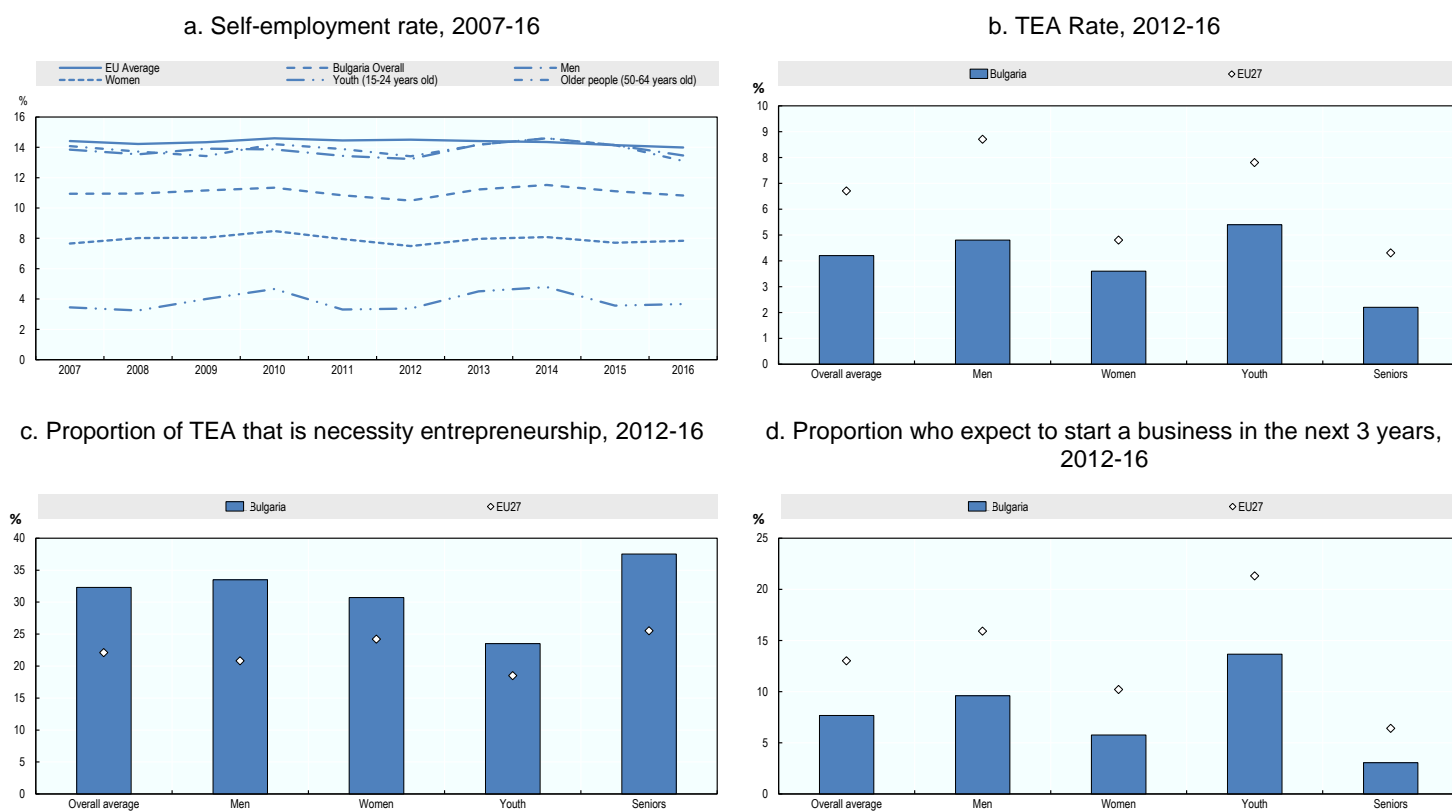 a. Self-employment rate, 2007-16
EU Average
Bulgaria Overall
Men
Women
Youth (15-24 years old)
Older people (50-64 years old)
%
16
14
12
10
8
6
4
2
0
2007 2008 2009 2010 2011 2012 2013 2014 2015 2016
b. TEA Rate, 2012-16
Bulgaria
EU27
%
10
9
8
7
6
5
4
3
2
1
0
Overall average Men Women Youth Seniors
c. Proportion of TEA that is necessity entrepreneurship, 2012-16
Bulgaria
EU27
%
40
35
30
25
20
15
10
5
0
Overall average Men Women Youth Seniors
d. Proportion who expect to start a business in the next 3 years,
2012-16
Bulgaria
EU27
%
25
20
15
10
5
0
Overall average Men Women Youth Seniors